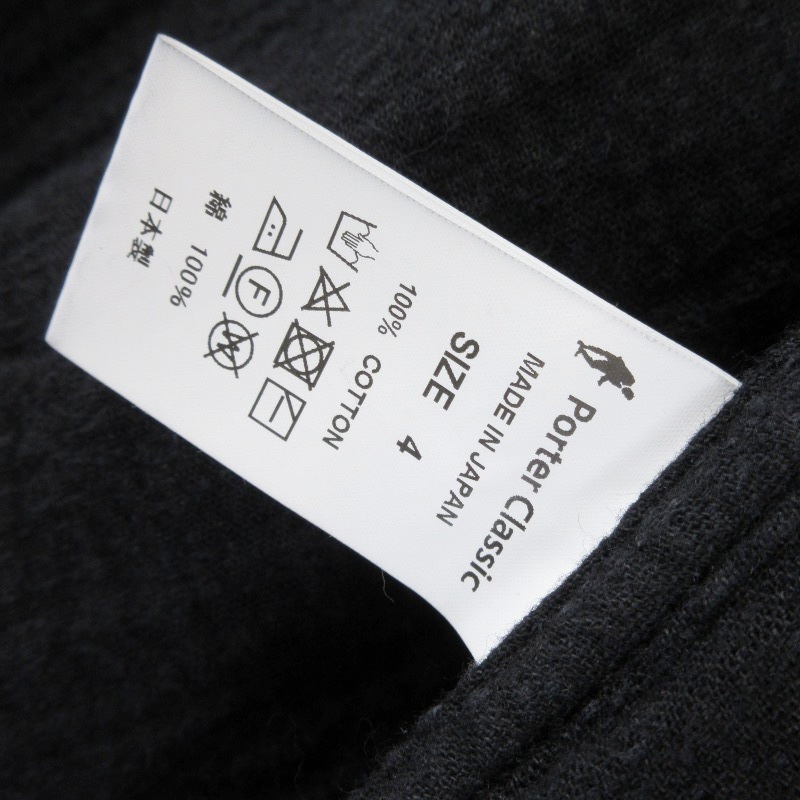 Porter Classic
MADE IN JAPAN
SIZE 4
100% COTTON
F
W
綿 100%
日本製